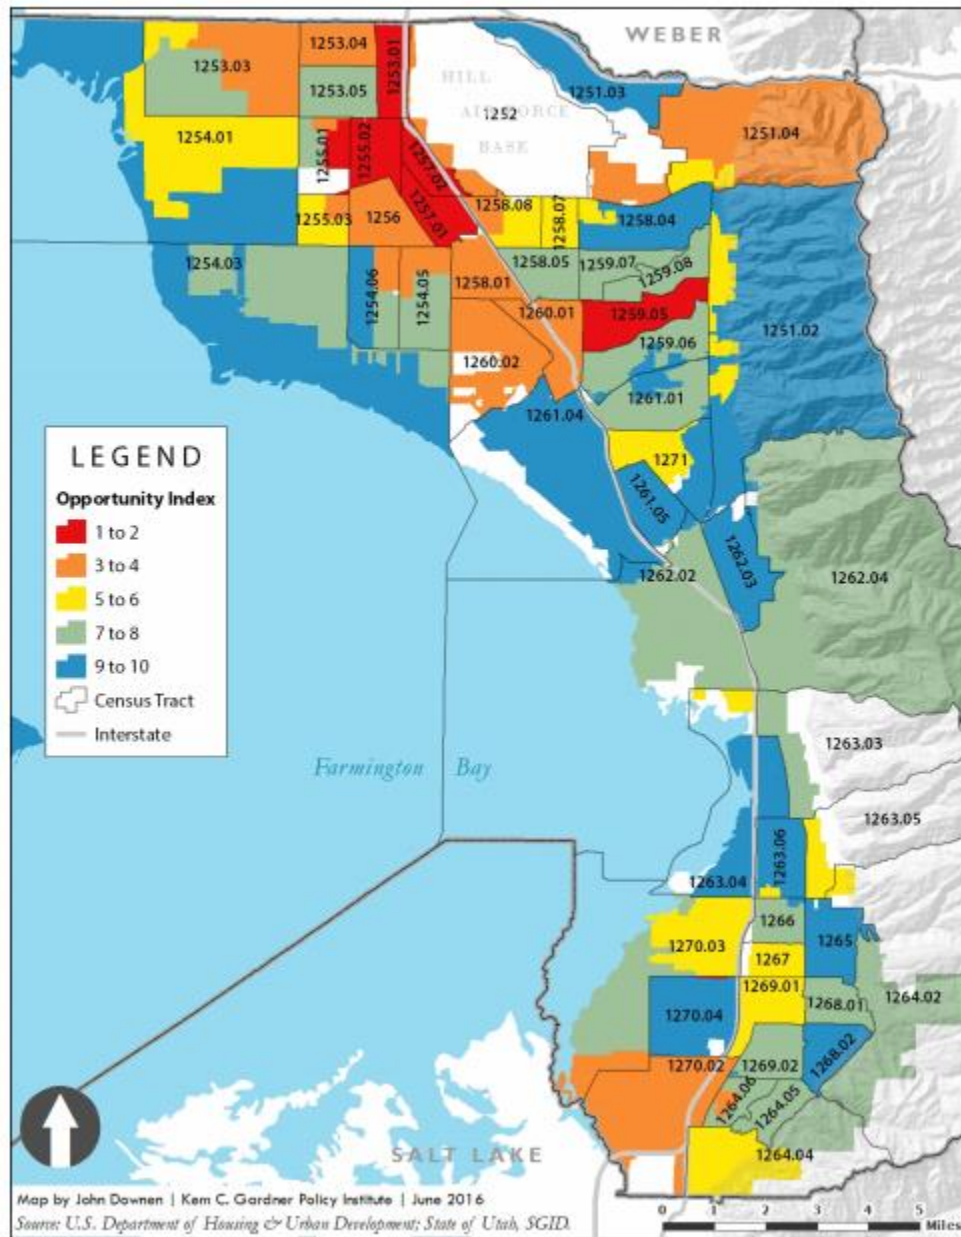 WEBER
1253.04
1253.01
1253.03
HILL
1251.03
1253.05
1252
AIR FORCE
1251.04
1254.01
1255.01
1255.02
BASE
1257.02
1255.03
1256
1257.01
1258.08
1258.07
1258.04
1254.03
1254.06
1254.05
1258.01
1258.05
1259.07
1259.08
1260.01
1259.05
1251.02
1259.06
1260.02
1261.04
1261.01
LEGEND
Opportunity Index
1 to 2
3 to 4
5 to 6
7 to 8
9 to 10
Census Tract
Interstate
1271
1261.05
1262.03
1262.02
1262.04
Farmington Bay
1263.03
1263.05
1263.06
1263.04
1266
1265
1270.03
1267
1269.01
1268.01
1264.02
1270.04
1268.02
1270.02
1269.02
1264.06
1264.05
1264.04
SALT LAKE
Map by John Downen | Kem C. Gardner Policy Institute | June 2016
Source: U.S. Department of Housing & Urban Development; State of Utah, SGID.
0 1 2 3 4 5
Miles